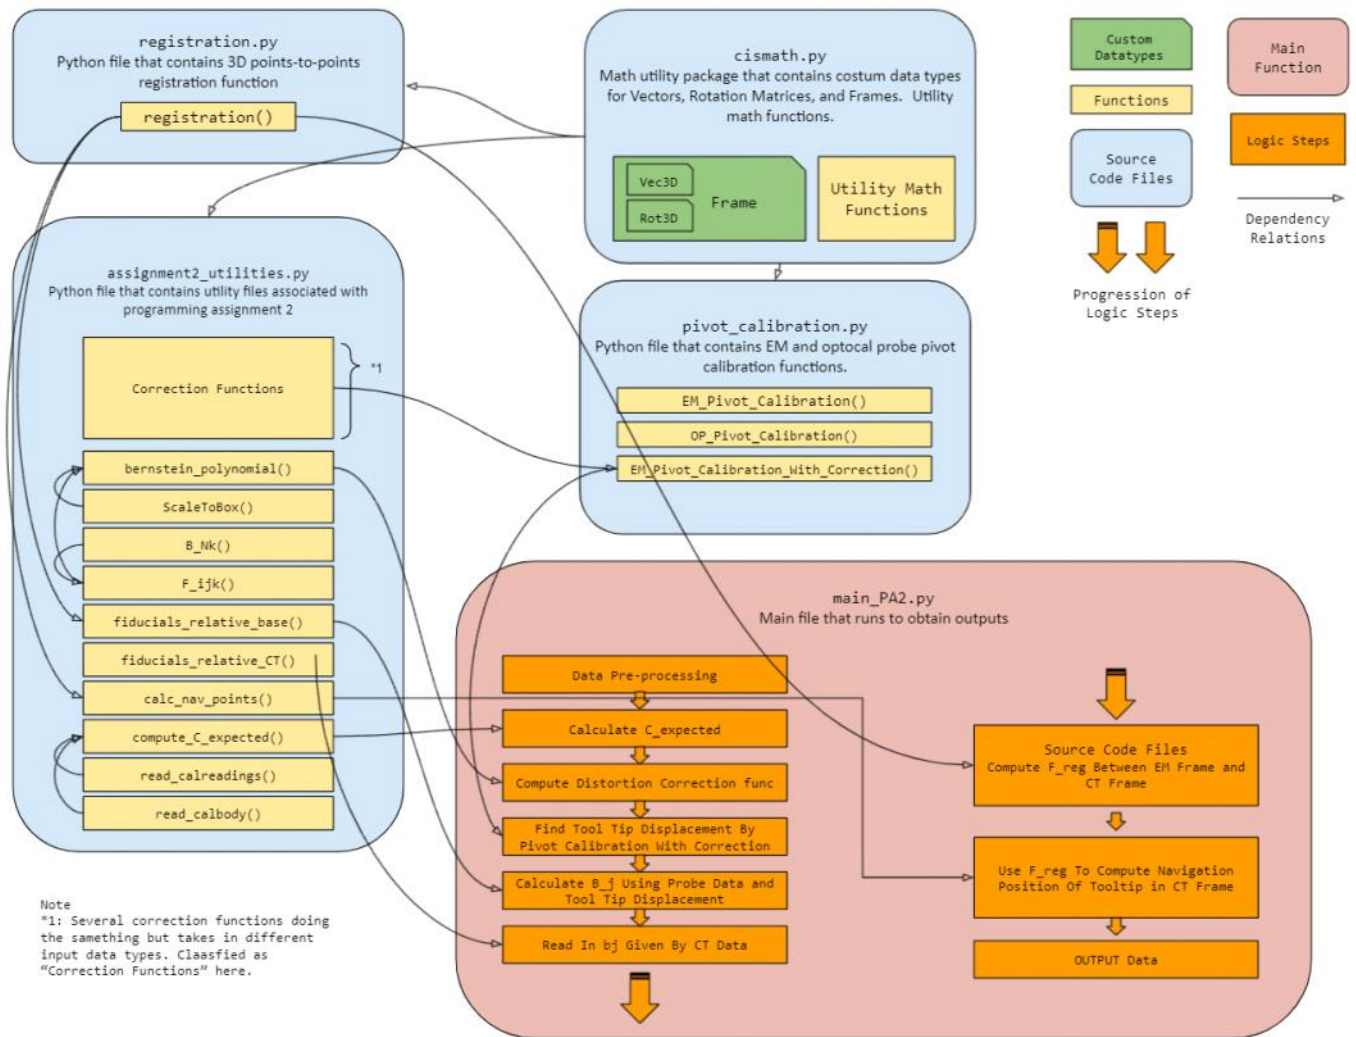 registration.py
Python file that contains 3D points-to-points
registration function
registration()
cismath.py
Math utility package that contains costum data types
for Vectors, Rotation Matrices, and Frames. Utility
math functions.
Vec3D
Rot3D
Frame
Utility Math
Functions
Custom
Datatypes
Functions
Source
Code Files
Progression of
Logic Steps
Main
Function
Logic Steps
Dependency
Relations
assignment2_utilities.py
Python file that contains utility files associated with
programming assignment 2
Correction Functions
*1
bernstein_polynomial()
ScaleToBox()
B_Nk()
F_ijk()
fiducials_relative_base()
fiducials_relative_CT()
calc_nav_points()
compute_C_expected()
read_calreadings()
read_calbody()
pivot_calibration.py
Python file that contains EM and optocal probe pivot
calibration functions.
EM_Pivot_Calibration()
OP_Pivot_Calibration()
EM_Pivot_Calibration_With_Correction()
main_PA2.py
Main file that runs to obtain outputs
Data Pre-processing
Calculate C_expected
Compute Distortion Correction func
Find Tool Tip Displacement By
Pivot Calibration With Correction
Calculate B_j Using Probe Data and
Tool Tip Displacement
Read In bj Given By CT Data
Source Code Files
Compute F_reg Between EM Frame and
CT Frame
Use F_reg To Compute Navigation
Position Of Tooltip in CT Frame
OUTPUT Data
Note
*1: Several correction functions doing
the samething but takes in different
input data types. Claasfied as
“Correction Functions” here.